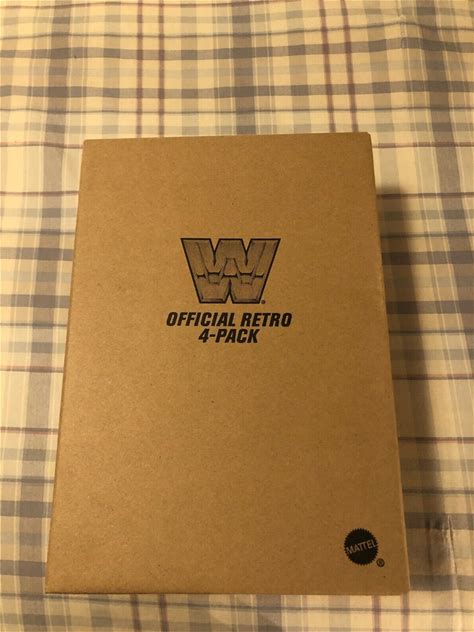 W
®
OFFICIAL RETRO
4-PACK
MATTEL
®